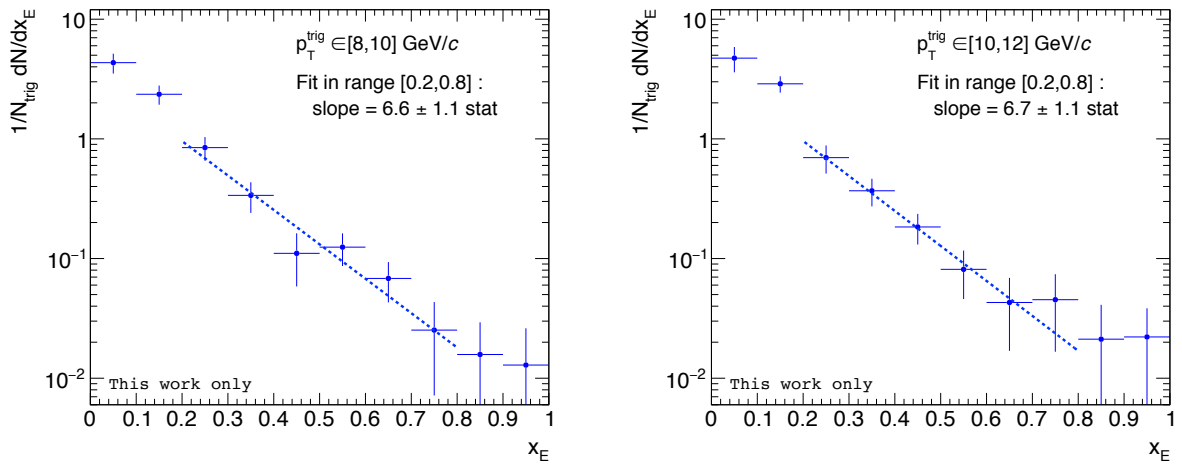 1/N_trig dN/dx_E
10
1
10^-1
10^-2
p_T^trig ∈[8,10] GeV/c
Fit in range [0.2,0.8] :
slope = 6.6 ± 1.1 stat
This work only
0 0.1 0.2 0.3 0.4 0.5 0.6 0.7 0.8 0.9 1
x_E
1/N_trig dN/dx_E
10
1
10^-1
10^-2
p_T^trig ∈[10,12] GeV/c
Fit in range [0.2,0.8] :
slope = 6.7 ± 1.1 stat
This work only
0 0.1 0.2 0.3 0.4 0.5 0.6 0.7 0.8 0.9 1
x_E